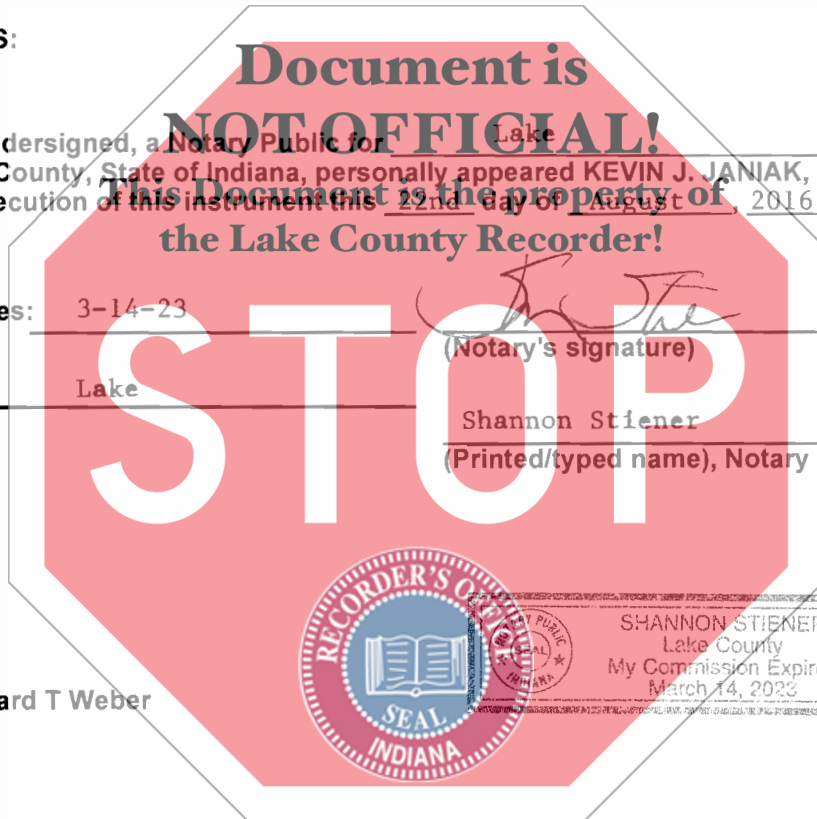 S:
Document is
NOT OFFICIAL!
dersigned, a Notary Public for Lake
County, State of Indiana, personally appeared KEVIN J. JANIAK,
This Document is the property of
ecution of this instrument this 22nd day of August, 2016
the Lake County Recorder!
es: 3-14-23
(Notary's signature)
STOP
Lake
Shannon Stiener
(Printed/typed name), Notary
RECORDER'S OFFICE
SEAL
INDIANA
NOTARY PUBLIC
SEAL
INDIANA
SHANNON STIENER
Lake County
My Commission Expire
March 14, 2023
ard T Weber